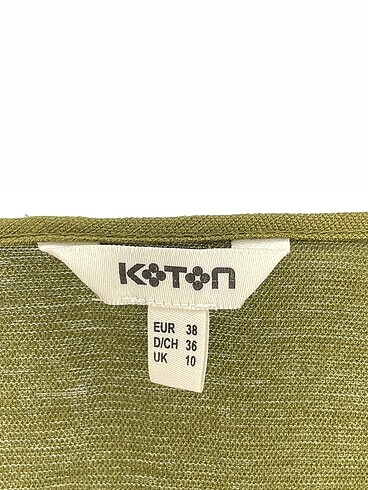 KOTON
EUR 38
D/CH 36
UK 10